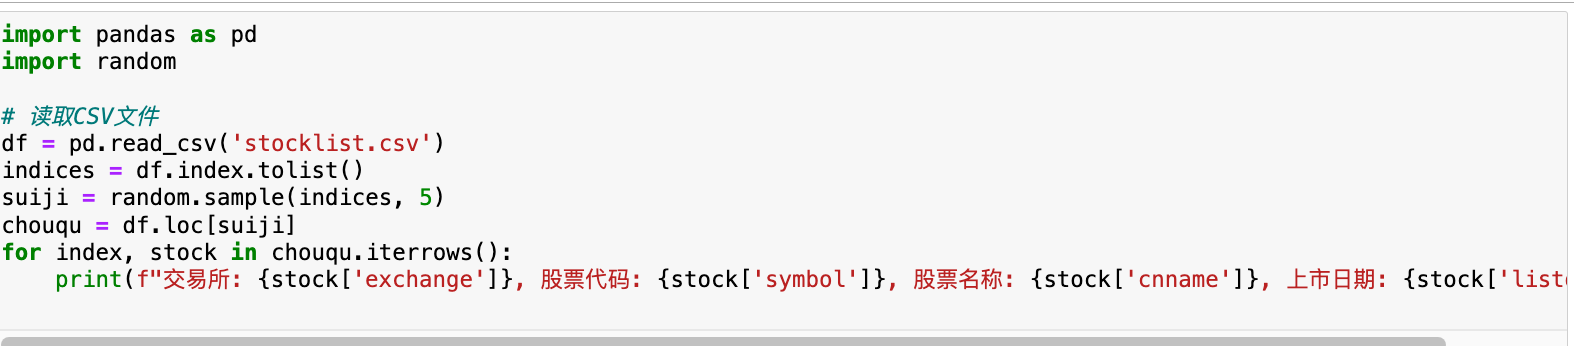 import pandas as pd
import random
# 读取CSV文件
df = pd.read_csv('stocklist.csv')
indices = df.index.tolist()
suiji = random.sample(indices, 5)
chouqu = df.loc[suiji]
for index, stock in chouqu.iterrows():
    print(f"交易所: {stock['exchange']}, 股票代码: {stock['symbol']}, 股票名称: {stock['cnname']}, 上市日期: {stock['list